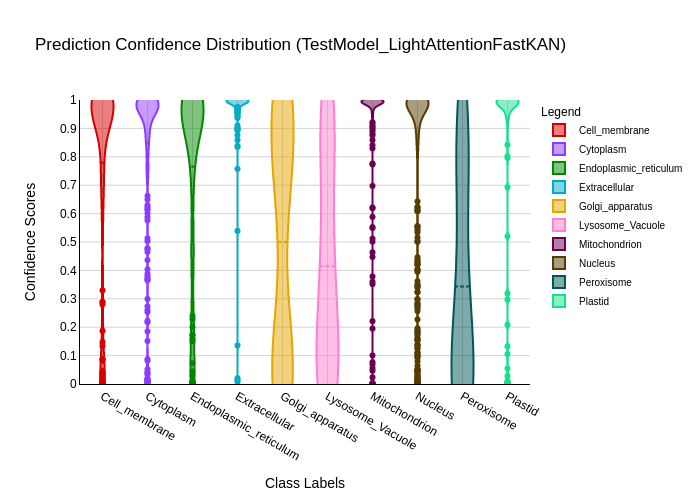 Prediction Confidence Distribution (TestModel_LightAttentionFastKAN)
Confidence Scores
1
0.9
0.8
0.7
0.6
0.5
0.4
0.3
0.2
0.1
0
Cell_membrane
Cytoplasm
Endoplasmic_reticulum
Extracellular
Golgi_apparatus
Lysosome_Vacuole
Mitochondrion
Nucleus
Peroxisome
Plastid
Class Labels
Legend
Cell_membrane
Cytoplasm
Endoplasmic_reticulum
Extracellular
Golgi_apparatus
Lysosome_Vacuole
Mitochondrion
Nucleus
Peroxisome
Plastid